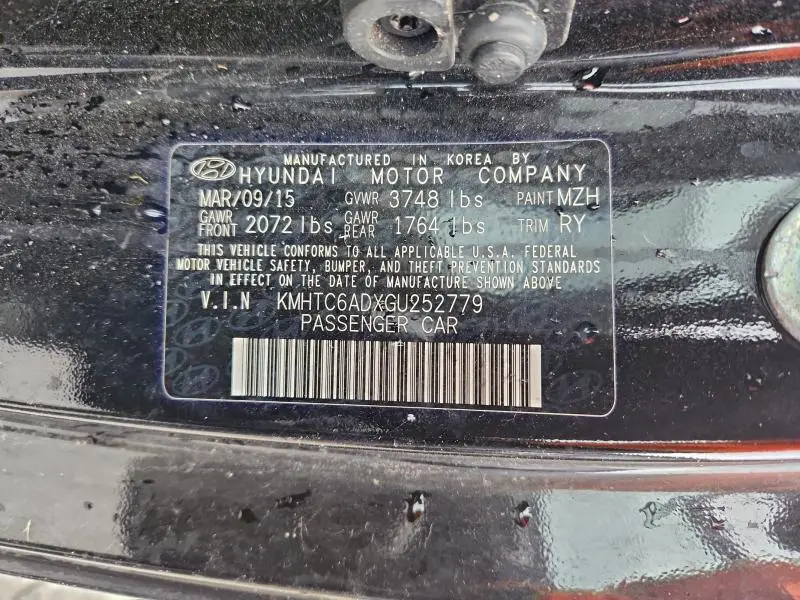 MANUFACTURED IN KOREA BY
HYUNDAI MOTOR COMPANY
MAR/09/15 GVWR 3748 lbs PAINT MZH
GAWR FRONT 2072 lbs GAWR REAR 1764 lbs TRIM RY
THIS VEHICLE CONFORMS TO ALL APPLICABLE U.S.A. FEDERAL
MOTOR VEHICLE SAFETY, BUMPER, AND THEFT PREVENTION STANDARDS
IN EFFECT ON THE DATE OF MANUFACTURE SHOWN ABOVE.
V.I.N KMHTC6ADXGU252779
PASSENGER CAR